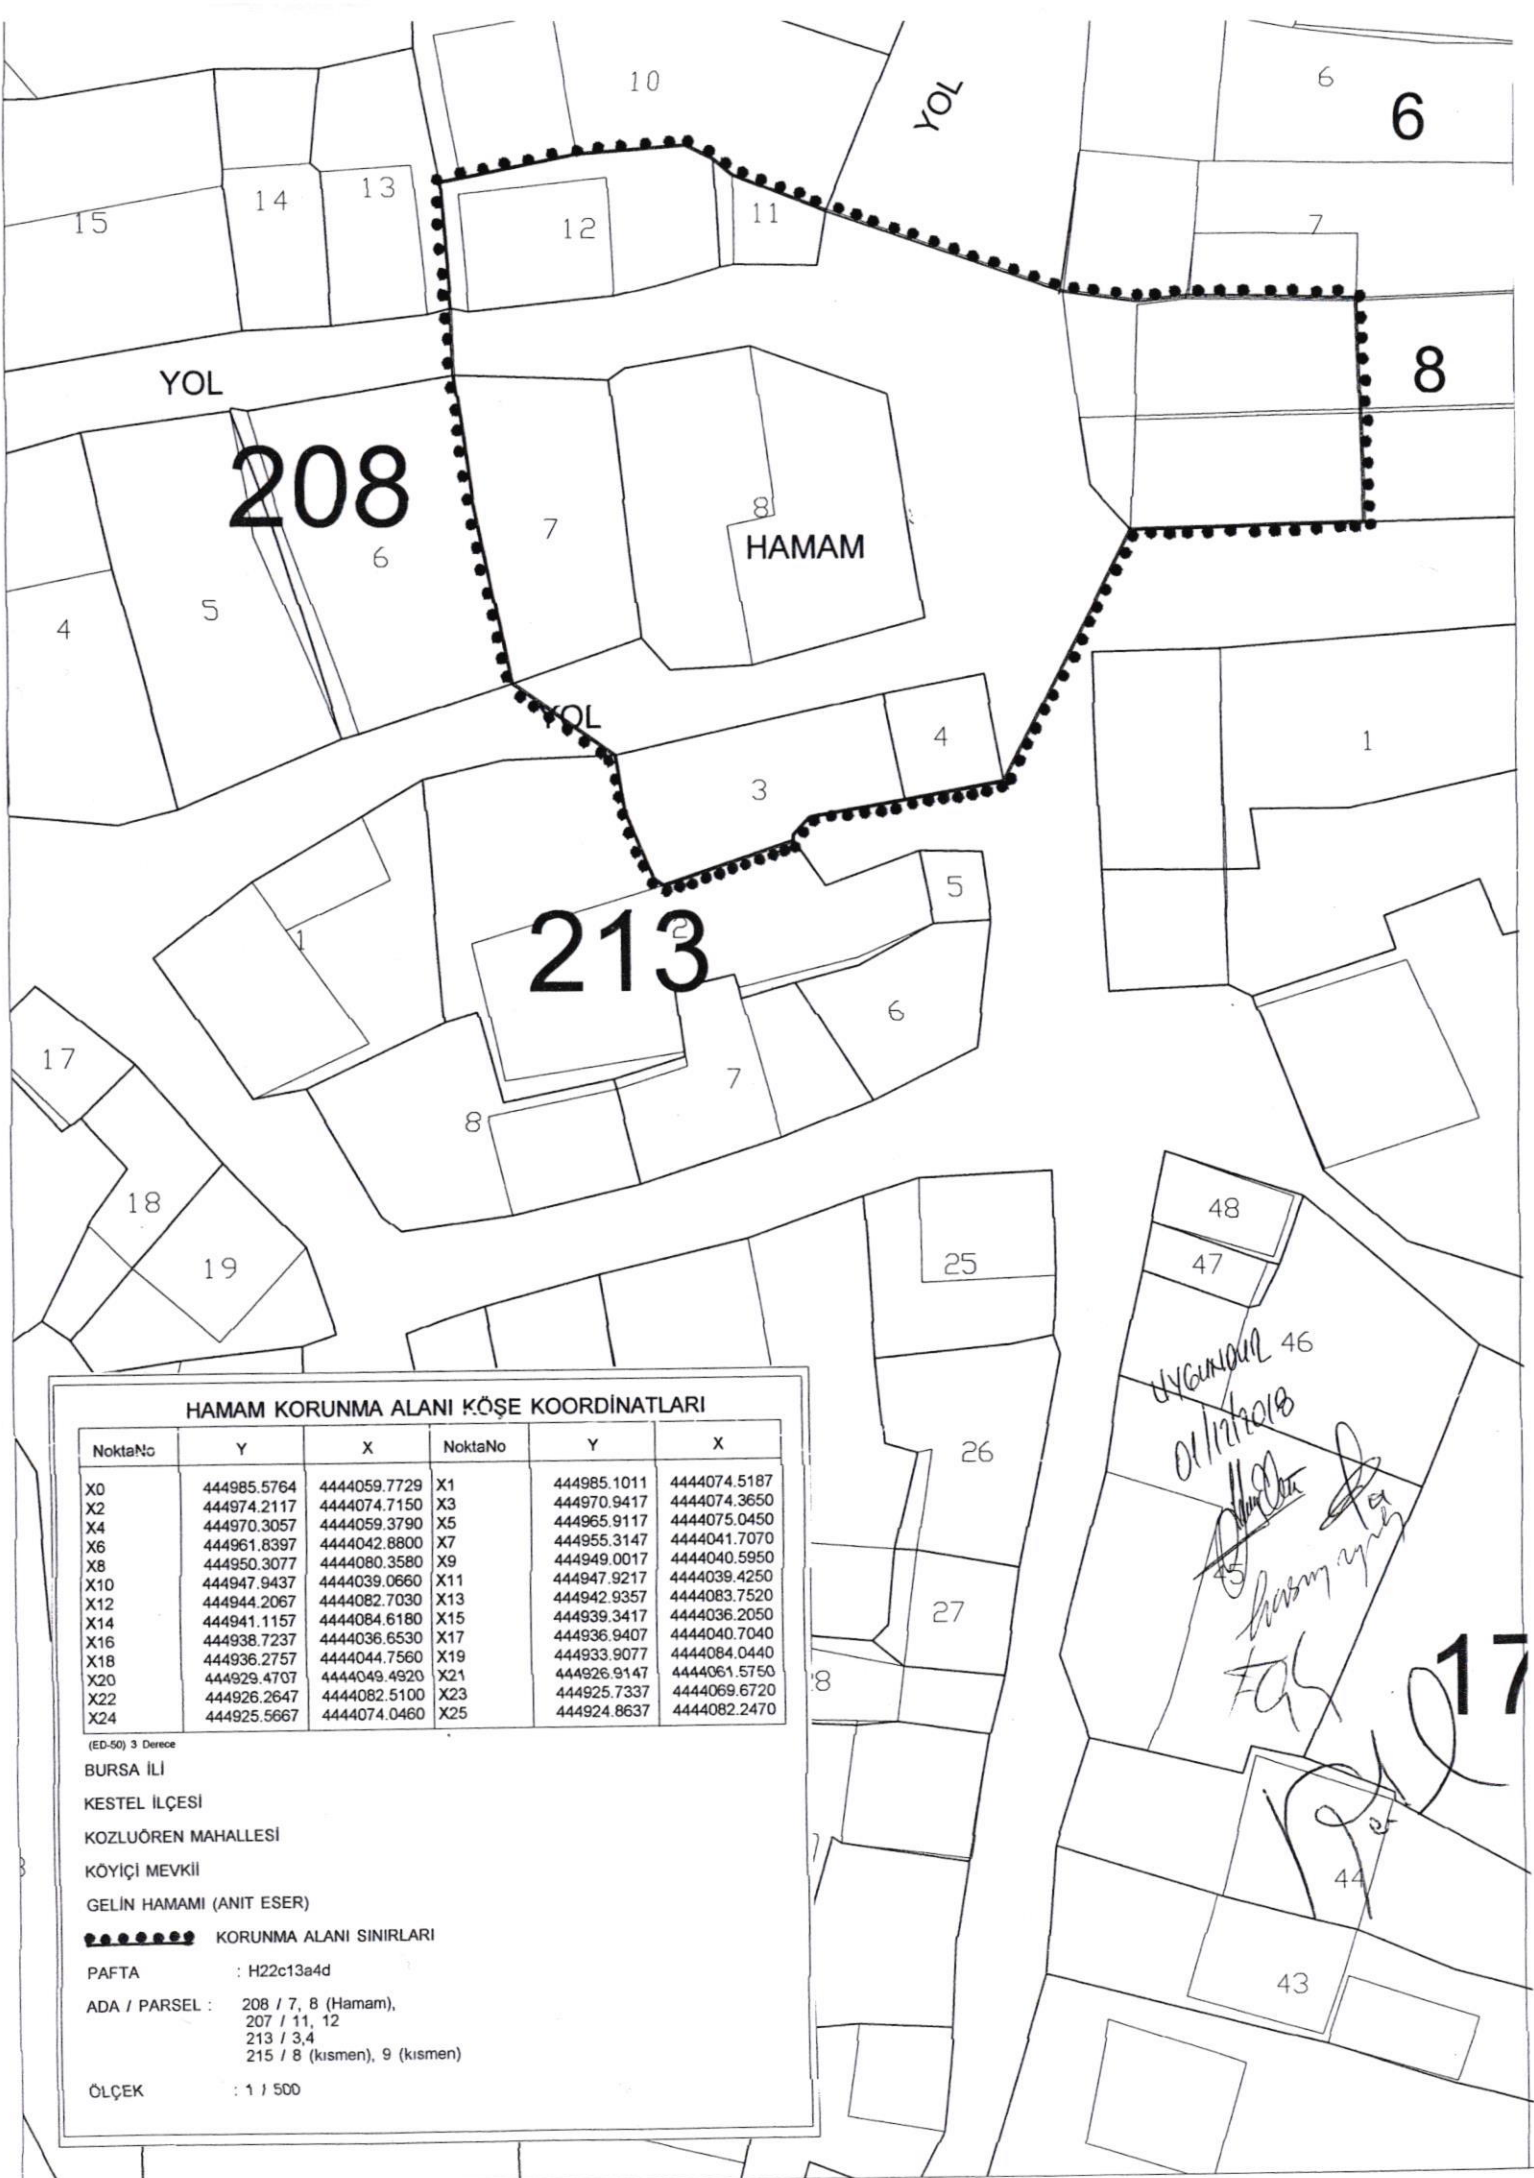 10
YOL
6
6
15
14
13
12
11
7
YOL
8
208
7
8
HAMAM
6
5
4
YOL
3
4
1
5
213
2
1
17
6
7
8
18
19
48
47
25
46
UYGUNDUR
01/12/2018
26
45
27
28
17
44
43
HAMAM KORUNMA ALANI KÖŞE KOORDİNATLARI
NoktaNo Y X NoktaNo Y X
X0 444985.5764 4444059.7729 X1 444985.1011 4444074.5187
X2 444974.2117 4444074.7150 X3 444970.9417 4444074.3650
X4 444970.3057 4444059.3790 X5 444965.9117 4444075.0450
X6 444961.8397 4444042.8800 X7 444955.3147 4444041.7070
X8 444950.3077 4444080.3580 X9 444949.0017 4444040.5950
X10 444947.9437 4444039.0660 X11 444947.9217 4444039.4250
X12 444944.2067 4444082.7030 X13 444942.9357 4444083.7520
X14 444941.1157 4444084.6180 X15 444939.3417 4444036.2050
X16 444938.7237 4444036.6530 X17 444936.9407 4444040.7040
X18 444936.2757 4444044.7560 X19 444933.9077 4444084.0440
X20 444929.4707 4444049.4920 X21 444926.9147 4444061.5750
X22 444926.2647 4444082.5100 X23 444925.7337 4444069.6720
X24 444925.5667 4444074.0460 X25 444924.8637 4444082.2470
(ED-50) 3 Derece
BURSA İLİ
KESTEL İLÇESİ
KOZLUÖREN MAHALLESİ
KÖYİÇİ MEVKİİ
GELİN HAMAMI (ANIT ESER)
KORUNMA ALANI SINIRLARI
PAFTA : H22c13a4d
ADA / PARSEL : 208 / 7, 8 (Hamam),
207 / 11, 12
213 / 3,4
215 / 8 (kısmen), 9 (kısmen)
ÖLÇEK : 1 / 500